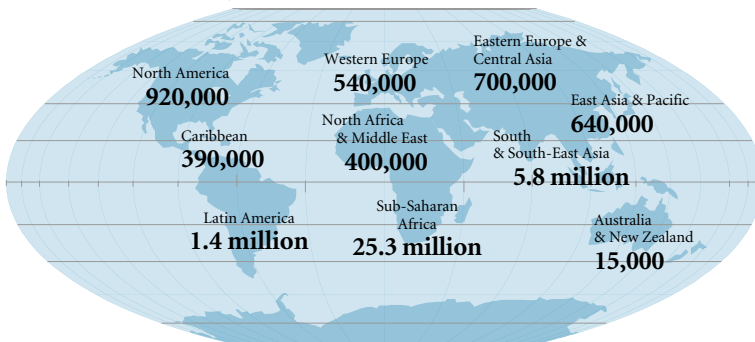 North America
920,000
Western Europe
540,000
Eastern Europe &
Central Asia
700,000
East Asia & Pacific
640,000
Caribbean
390,000
North Africa
& Middle East
400,000
South
& South-East Asia
5.8 million
Latin America
1.4 million
Sub-Saharan
Africa
25.3 million
Australia
& New Zealand
15,000